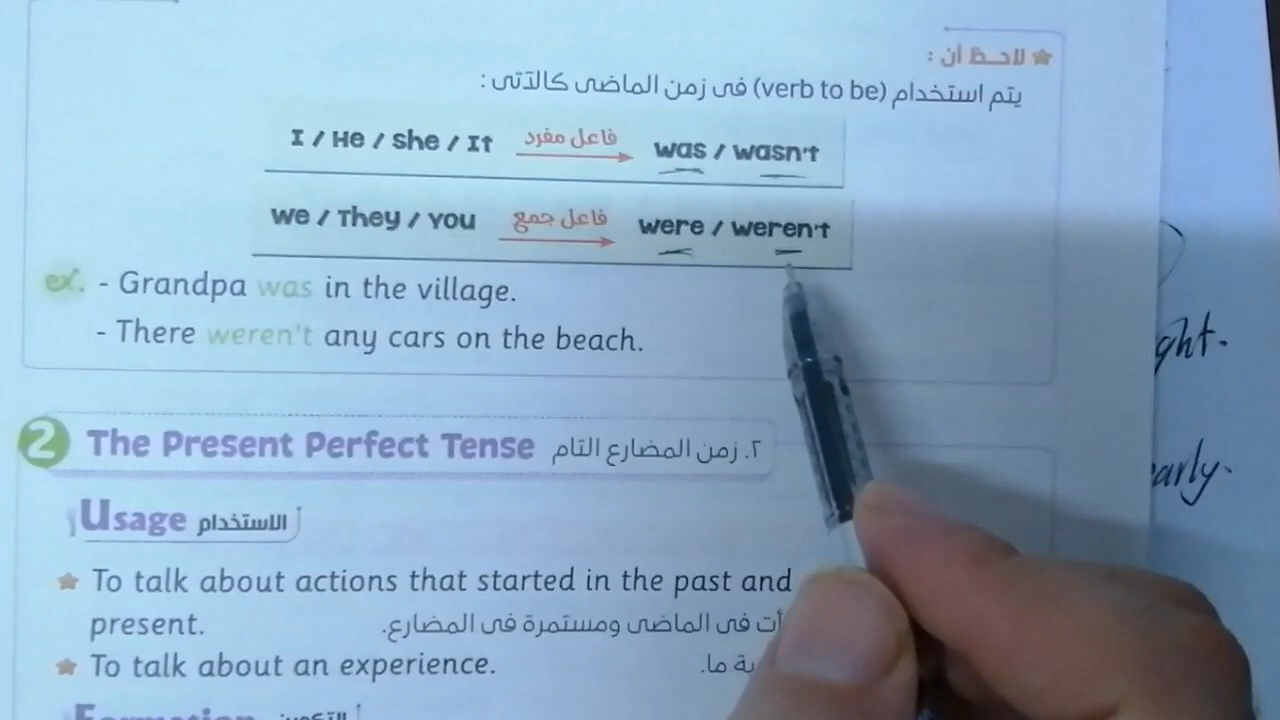 ★ لاحظ أن :
يتم استخدام (verb to be) فى زمن الماضى كالآتى :
I / He / she / It فاعل مفرد was / wasn't
we / They / You فاعل جمع were / weren't
ex. - Grandpa was in the village.
- There weren't any cars on the beach.
2 The Present Perfect Tense ٢. زمن المضارع التام
Usage الاستخدام
To talk about actions that started in the past and
present. أت فى الماضى ومستمرة فى المضارع.
To talk about an experience. ما.
Formation التكوين
ght.
arly.